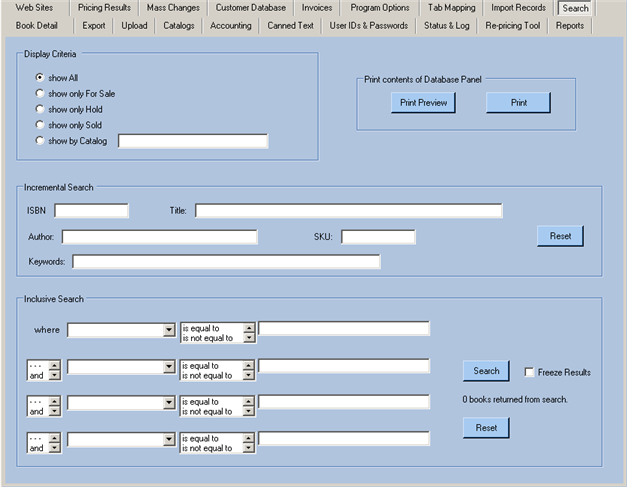 Web Sites Pricing Results Mass Changes Customer Database Invoices Program Options Tab Mapping Import Records Search
Book Detail Export Upload Catalogs Accounting Canned Text User IDs & Passwords Status & Log Re-pricing Tool Reports
Display Criteria
show All
show only For Sale
show only Hold
show only Sold
show by Catalog
Print contents of Database Panel
Print Preview Print
Incremental Search
ISBN Title:
Author: SKU: Reset
Keywords:
Inclusive Search
where is equal to
is not equal to
--- is equal to
and is not equal to
Search Freeze Results
0 books returned from search.
--- is equal to
and is not equal to
Reset
--- is equal to
and is not equal to